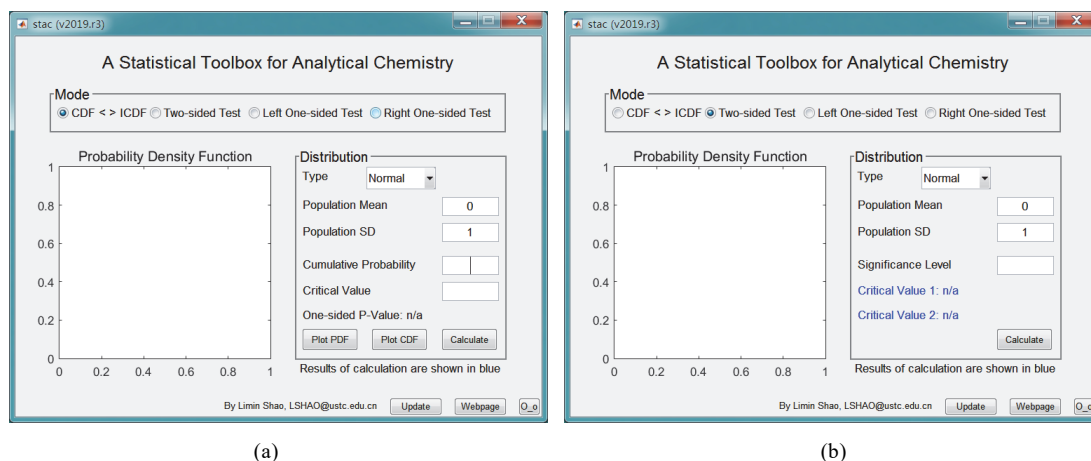 stac (v2019.r3)
A Statistical Toolbox for Analytical Chemistry
Mode
CDF < > ICDF Two-sided Test Left One-sided Test Right One-sided Test
Probability Density Function
1
0.8
0.6
0.4
0.2
0
0 0.2 0.4 0.6 0.8 1
Distribution
Type Normal
Population Mean 0
Population SD 1
Cumulative Probability
Critical Value
One-sided P-Value: n/a
Plot PDF Plot CDF Calculate
Results of calculation are shown in blue
By Limin Shao, LSHAO@ustc.edu.cn Update Webpage O_o
(a)
stac (v2019.r3)
A Statistical Toolbox for Analytical Chemistry
Mode
CDF < > ICDF Two-sided Test Left One-sided Test Right One-sided Test
Probability Density Function
1
0.8
0.6
0.4
0.2
0
0 0.2 0.4 0.6 0.8 1
Distribution
Type Normal
Population Mean 0
Population SD 1
Significance Level
Critical Value 1: n/a
Critical Value 2: n/a
Calculate
Results of calculation are shown in blue
By Limin Shao, LSHAO@ustc.edu.cn Update Webpage O_o
(b)